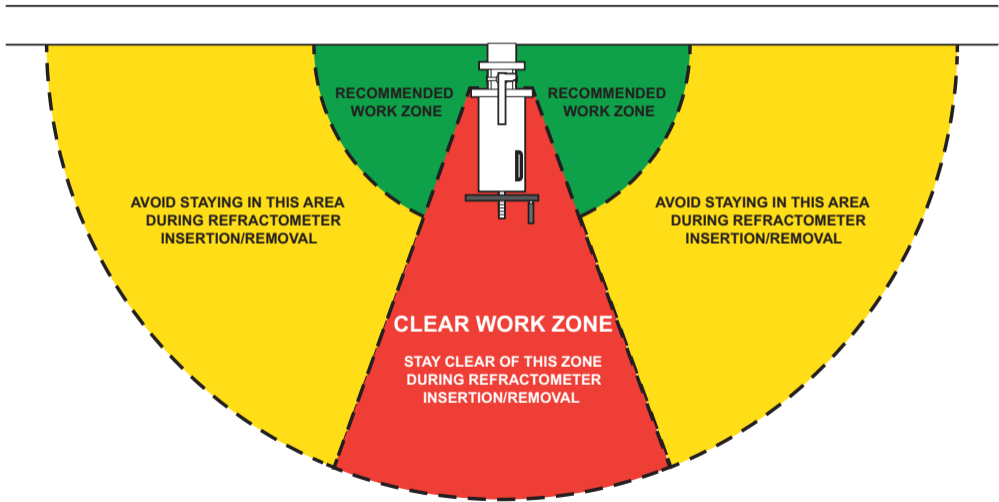 RECOMMENDED
WORK ZONE
RECOMMENDED
WORK ZONE
AVOID STAYING IN THIS AREA
DURING REFRACTOMETER
INSERTION/REMOVAL
AVOID STAYING IN THIS AREA
DURING REFRACTOMETER
INSERTION/REMOVAL
CLEAR WORK ZONE
STAY CLEAR OF THIS ZONE
DURING REFRACTOMETER
INSERTION/REMOVAL